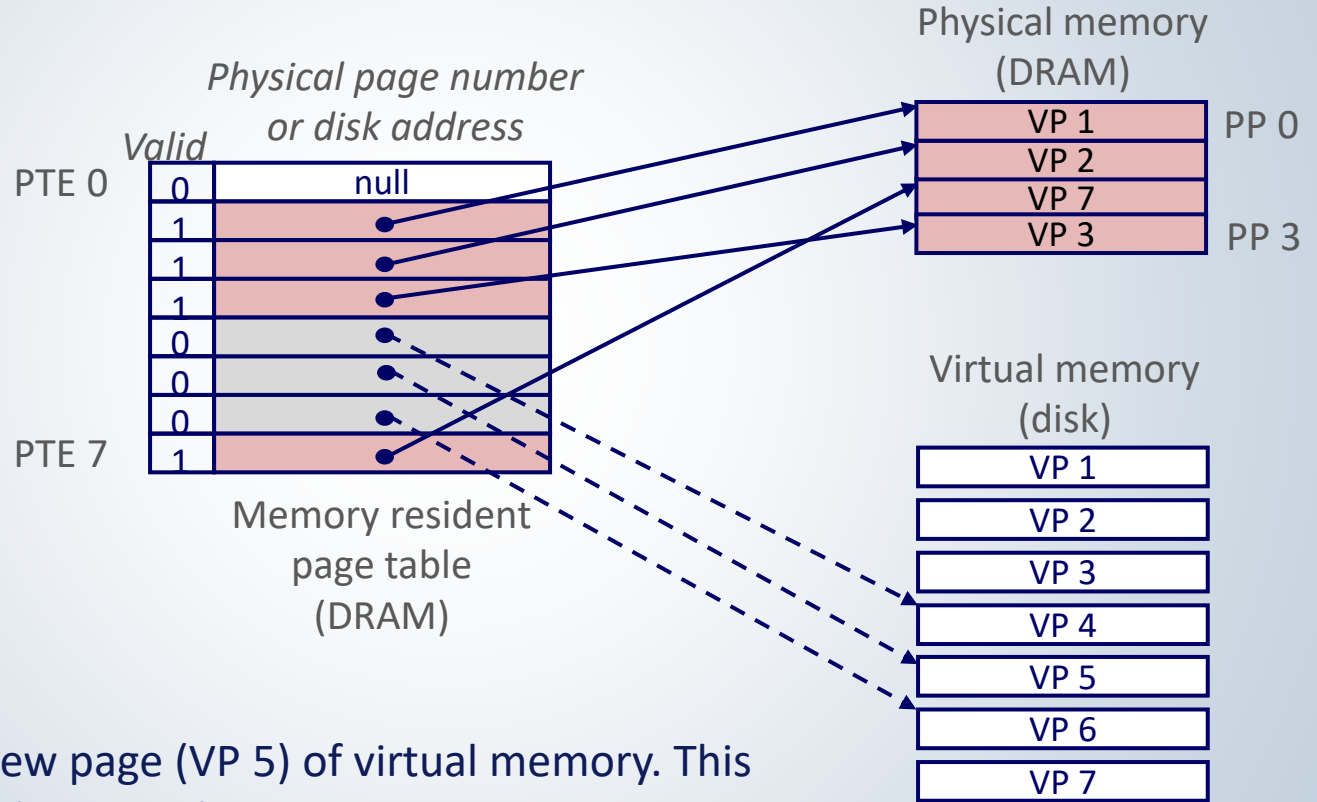 Physical memory
(DRAM)
Physical page number
or disk address
Valid
VP 1
PP 0
PTE 0
0
null
VP 2
1
VP 7
1
VP 3
PP 3
1
0
0
Virtual memory
(disk)
0
PTE 7
1
VP 1
Memory resident
page table
(DRAM)
VP 2
VP 3
VP 4
VP 5
VP 6
ew page (VP 5) of virtual memory. This
VP 7